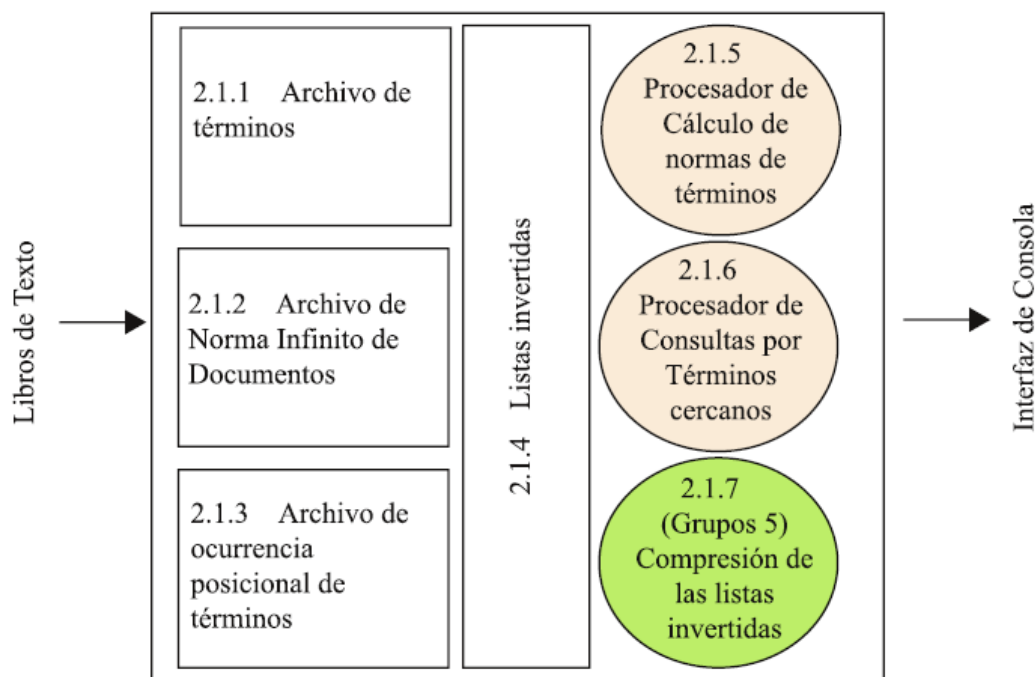 Libros de Texto
2.1.1 Archivo de
términos
2.1.2 Archivo de
Norma Infinito de
Documentos
2.1.3 Archivo de
ocurrencia
posicional de
términos
2.1.4 Listas invertidas
2.1.5
Procesador de
Cálculo de
normas de
términos
2.1.6
Procesador de
Consultas por
Términos
cercanos
2.1.7
(Grupos 5)
Compresión de
las listas
invertidas
Interfaz de Consola